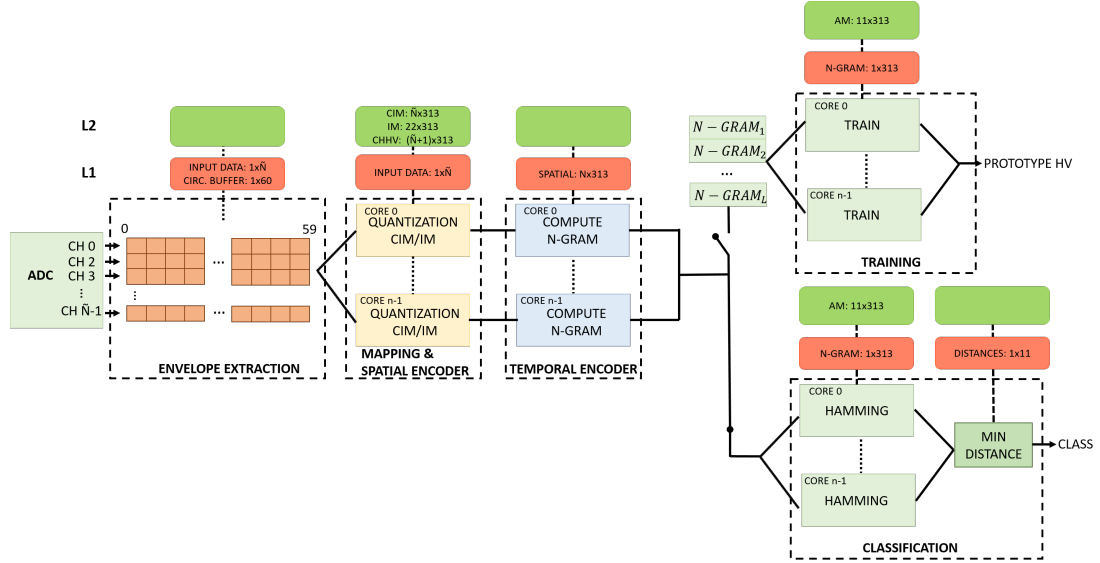 L2
L1
INPUT DATA: 1xÑ
CIRC. BUFFER: 1x60
CIM: Ñx313
IM: 22x313
CHHV: (Ñ+1)x313
INPUT DATA: 1xÑ
SPATIAL: Nx313
ADC
CH 0
CH 2
CH 3
⋮
CH Ñ-1
0
59
...
...
ENVELOPE EXTRACTION
CORE 0
QUANTIZATION
CIM/IM
CORE n-1
QUANTIZATION
CIM/IM
MAPPING &
SPATIAL ENCODER
CORE 0
COMPUTE
N-GRAM
CORE n-1
COMPUTE
N-GRAM
TEMPORAL ENCODER
N − GRAM₁
N − GRAM₂
...
N − GRAM_L
AM: 11x313
N-GRAM: 1x313
CORE 0
TRAIN
CORE n-1
TRAIN
TRAINING
PROTOTYPE HV
AM: 11x313
N-GRAM: 1x313
DISTANCES: 1x11
CORE 0
HAMMING
CORE n-1
HAMMING
MIN
DISTANCE
CLASS
CLASSIFICATION